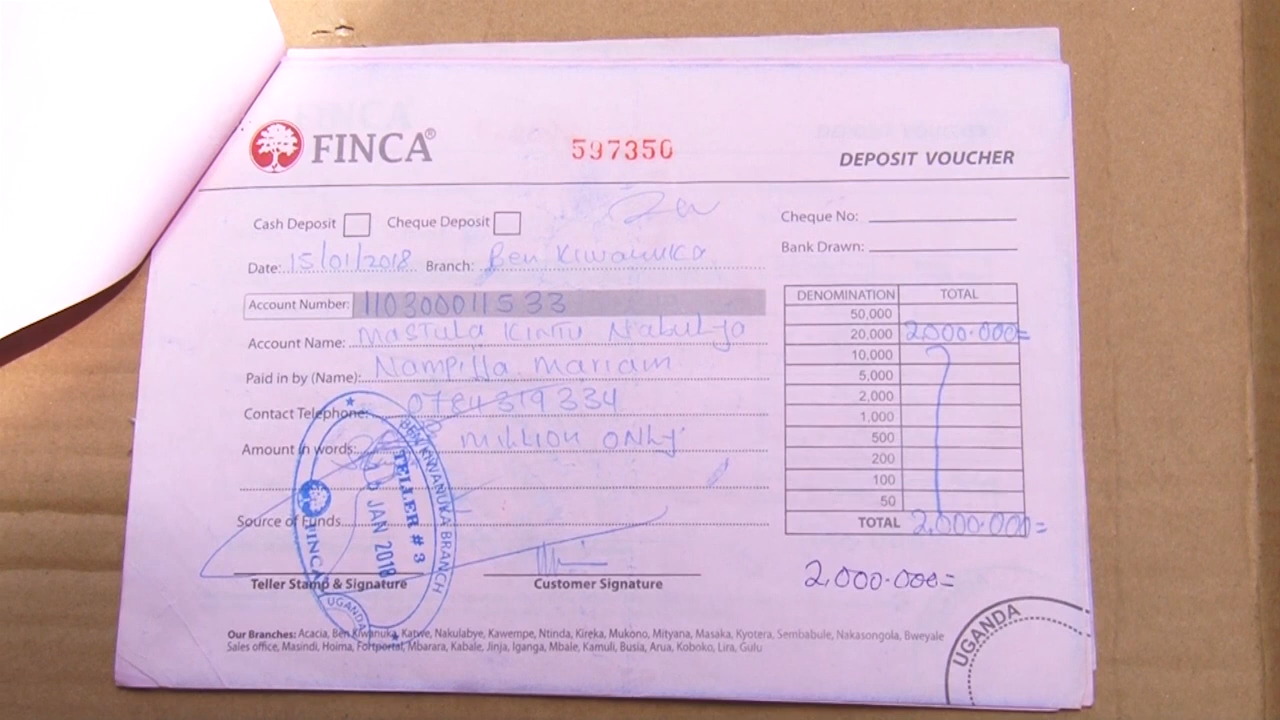 FINCA®
597350
DEPOSIT VOUCHER
Cash Deposit Cheque Deposit
Cheque No:
Bank Drawn:
Date: 15/01/2018 Branch: Ben Kiwanuka
Account Number: 11030001153 3
Account Name: Mastula Kintu Nabulya
Paid in by (Name): Mariam
Contact Telephone: 0784319334
Amount in words: million only
Source of Funds
Teller Stamp & Signature
Customer Signature
DENOMINATION TOTAL
50,000
20,000 2,000.000=
10,000
5,000
2,000
1,000
500
200
100
50
TOTAL 2,000.000=
2,000.000=
BEN KIWANUKA BRANCH
TELLER # 3
JAN 2018
FINCA
UGANDA
Our Branches: Acacia, Ben Kiwanuka, Katwe, Nakulabye, Kawempe, Ntinda, Kireka, Mukono, Mityana, Masaka, Kyotera, Sembabule, Nakasongola, Bweyale
Sales office, Masindi, Hoima, Fortportal, Mbarara, Kabale, Jinja, Iganga, Mbale, Kamuli, Busia, Arua, Koboko, Lira, Gulu
UGANDA